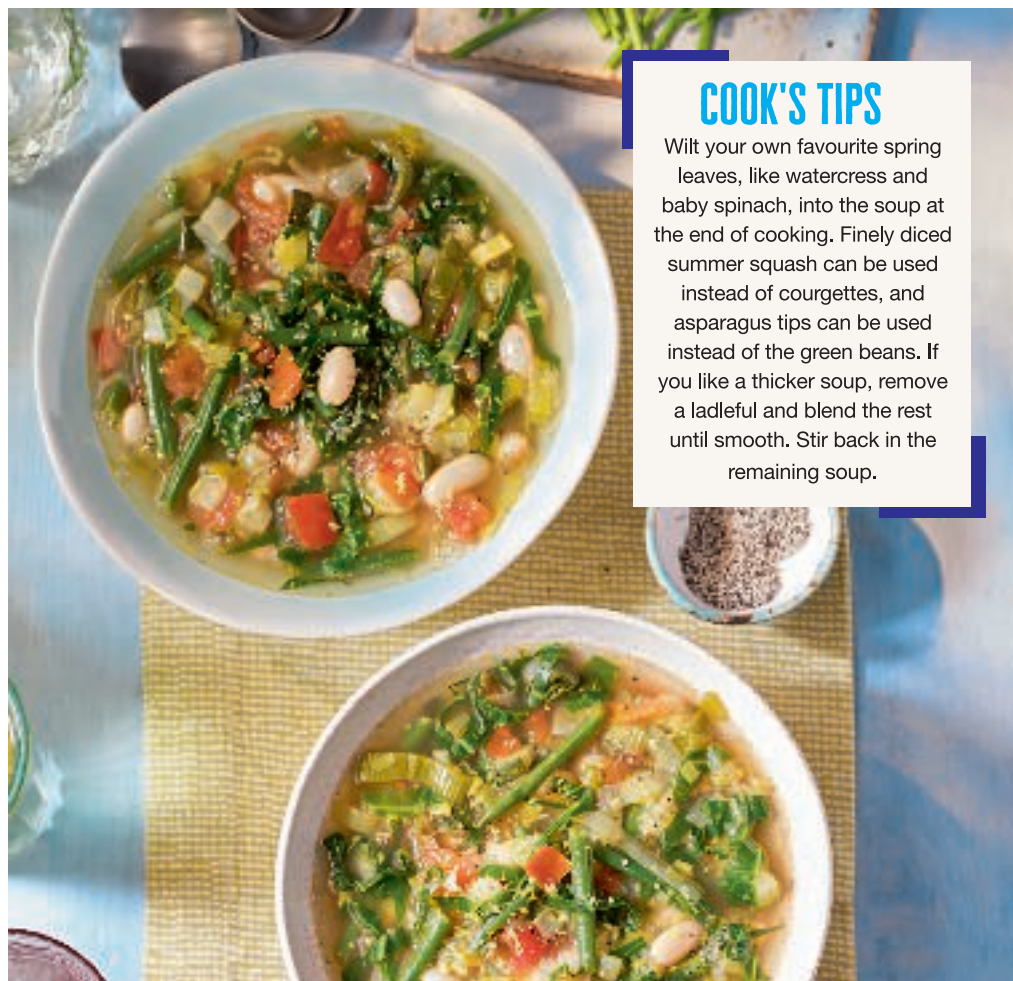 COOK'S TIPS
Wilt your own favourite spring
leaves, like watercress and
baby spinach, into the soup at
the end of cooking. Finely diced
summer squash can be used
instead of courgettes, and
asparagus tips can be used
instead of the green beans. If
you like a thicker soup, remove
a ladleful and blend the rest
until smooth. Stir back in the
remaining soup.